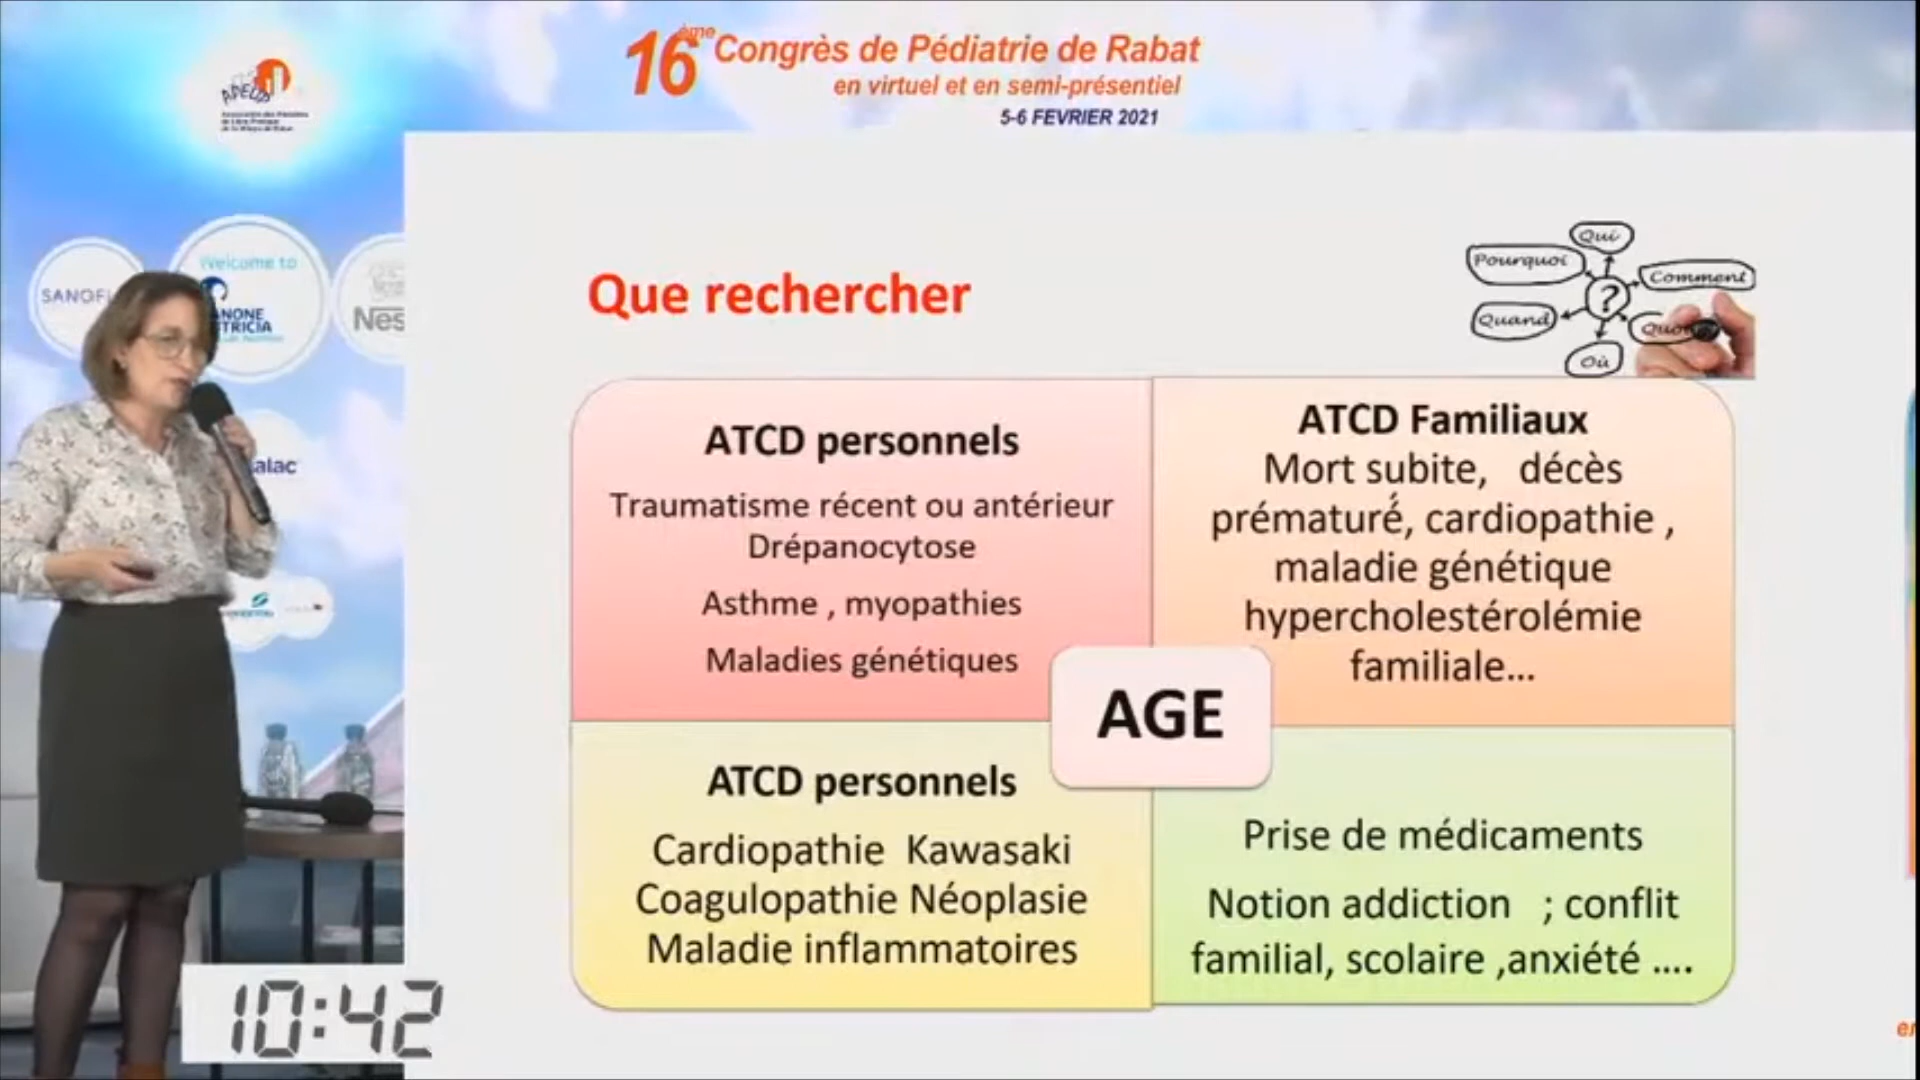 16ème Congrès de Pédiatrie de Rabat
en virtuel et en semi-présentiel
5-6 FEVRIER 2021
SANOFI
Welcome to
Nes
alac
Que rechercher
Qui
Pourquoi
Comment
?
Quand
Quoi
Où
ATCD personnels
Traumatisme récent ou antérieur
Drépanocytose
Asthme , myopathies
Maladies génétiques
ATCD Familiaux
Mort subite, décès
prématuré, cardiopathie ,
maladie génétique
hypercholestérolémie
familiale...
AGE
ATCD personnels
Cardiopathie Kawasaki
Coagulopathie Néoplasie
Maladie inflammatoires
Prise de médicaments
Notion addiction ; conflit
familial, scolaire ,anxiété ....
10:42